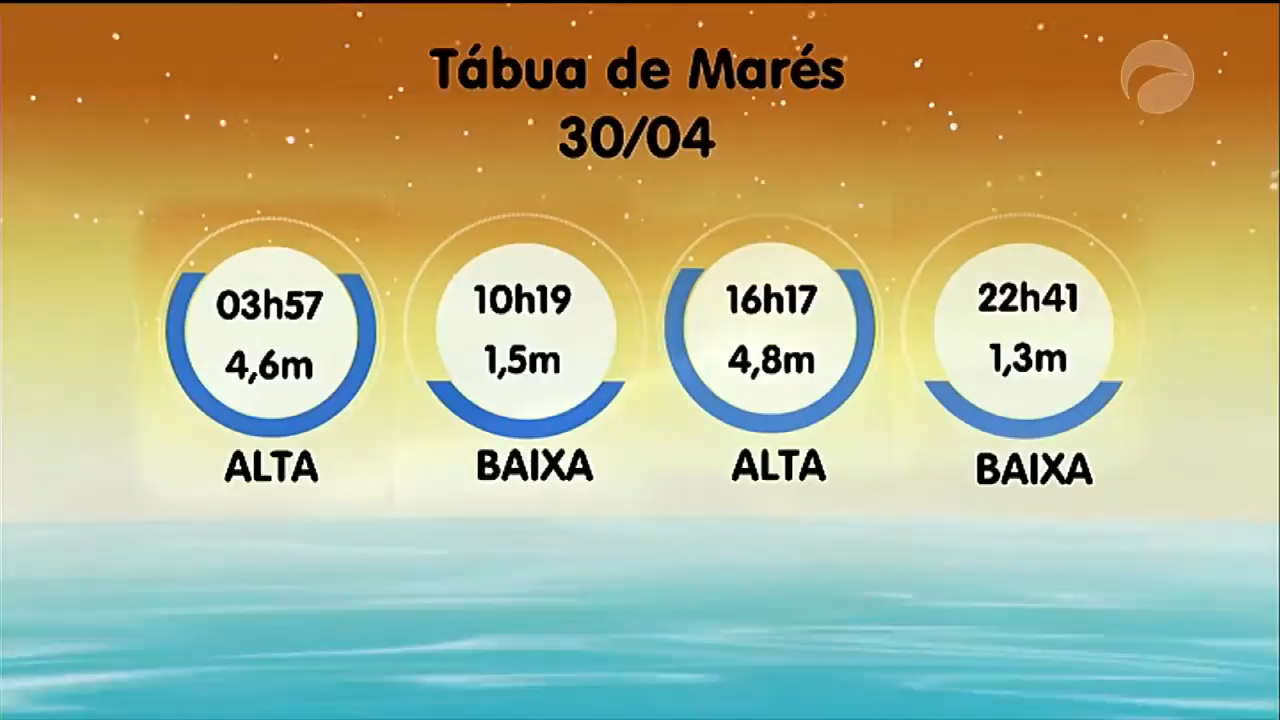 Tábua de Marés
30/04
03h57
4,6m
ALTA
10h19
1,5m
BAIXA
16h17
4,8m
ALTA
22h41
1,3m
BAIXA